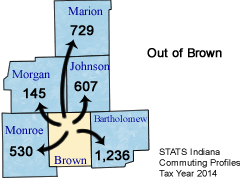 Marion
729
Out of Brown
Morgan
Johnson
145
607
Monroe
Bartholomew
530
Brown
1,236
STATS Indiana
Commuting Profiles
Tax Year 2014